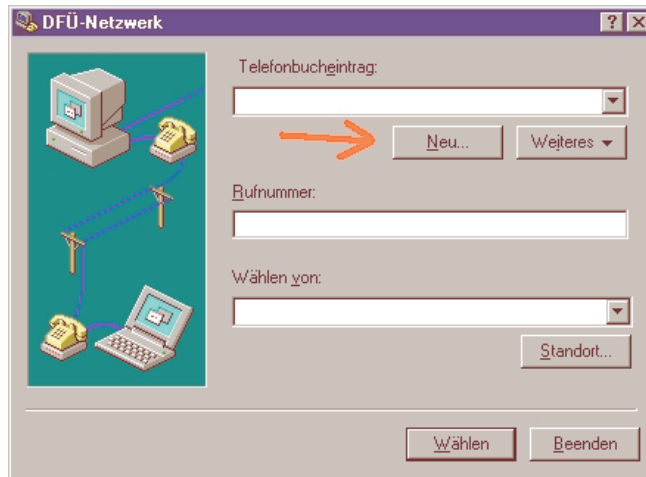 DFÜ-Netzwerk
Telefonbucheintrag:
Neu...
Weiteres
Rufnummer:
Wählen von:
Standort...
Wählen
Beenden